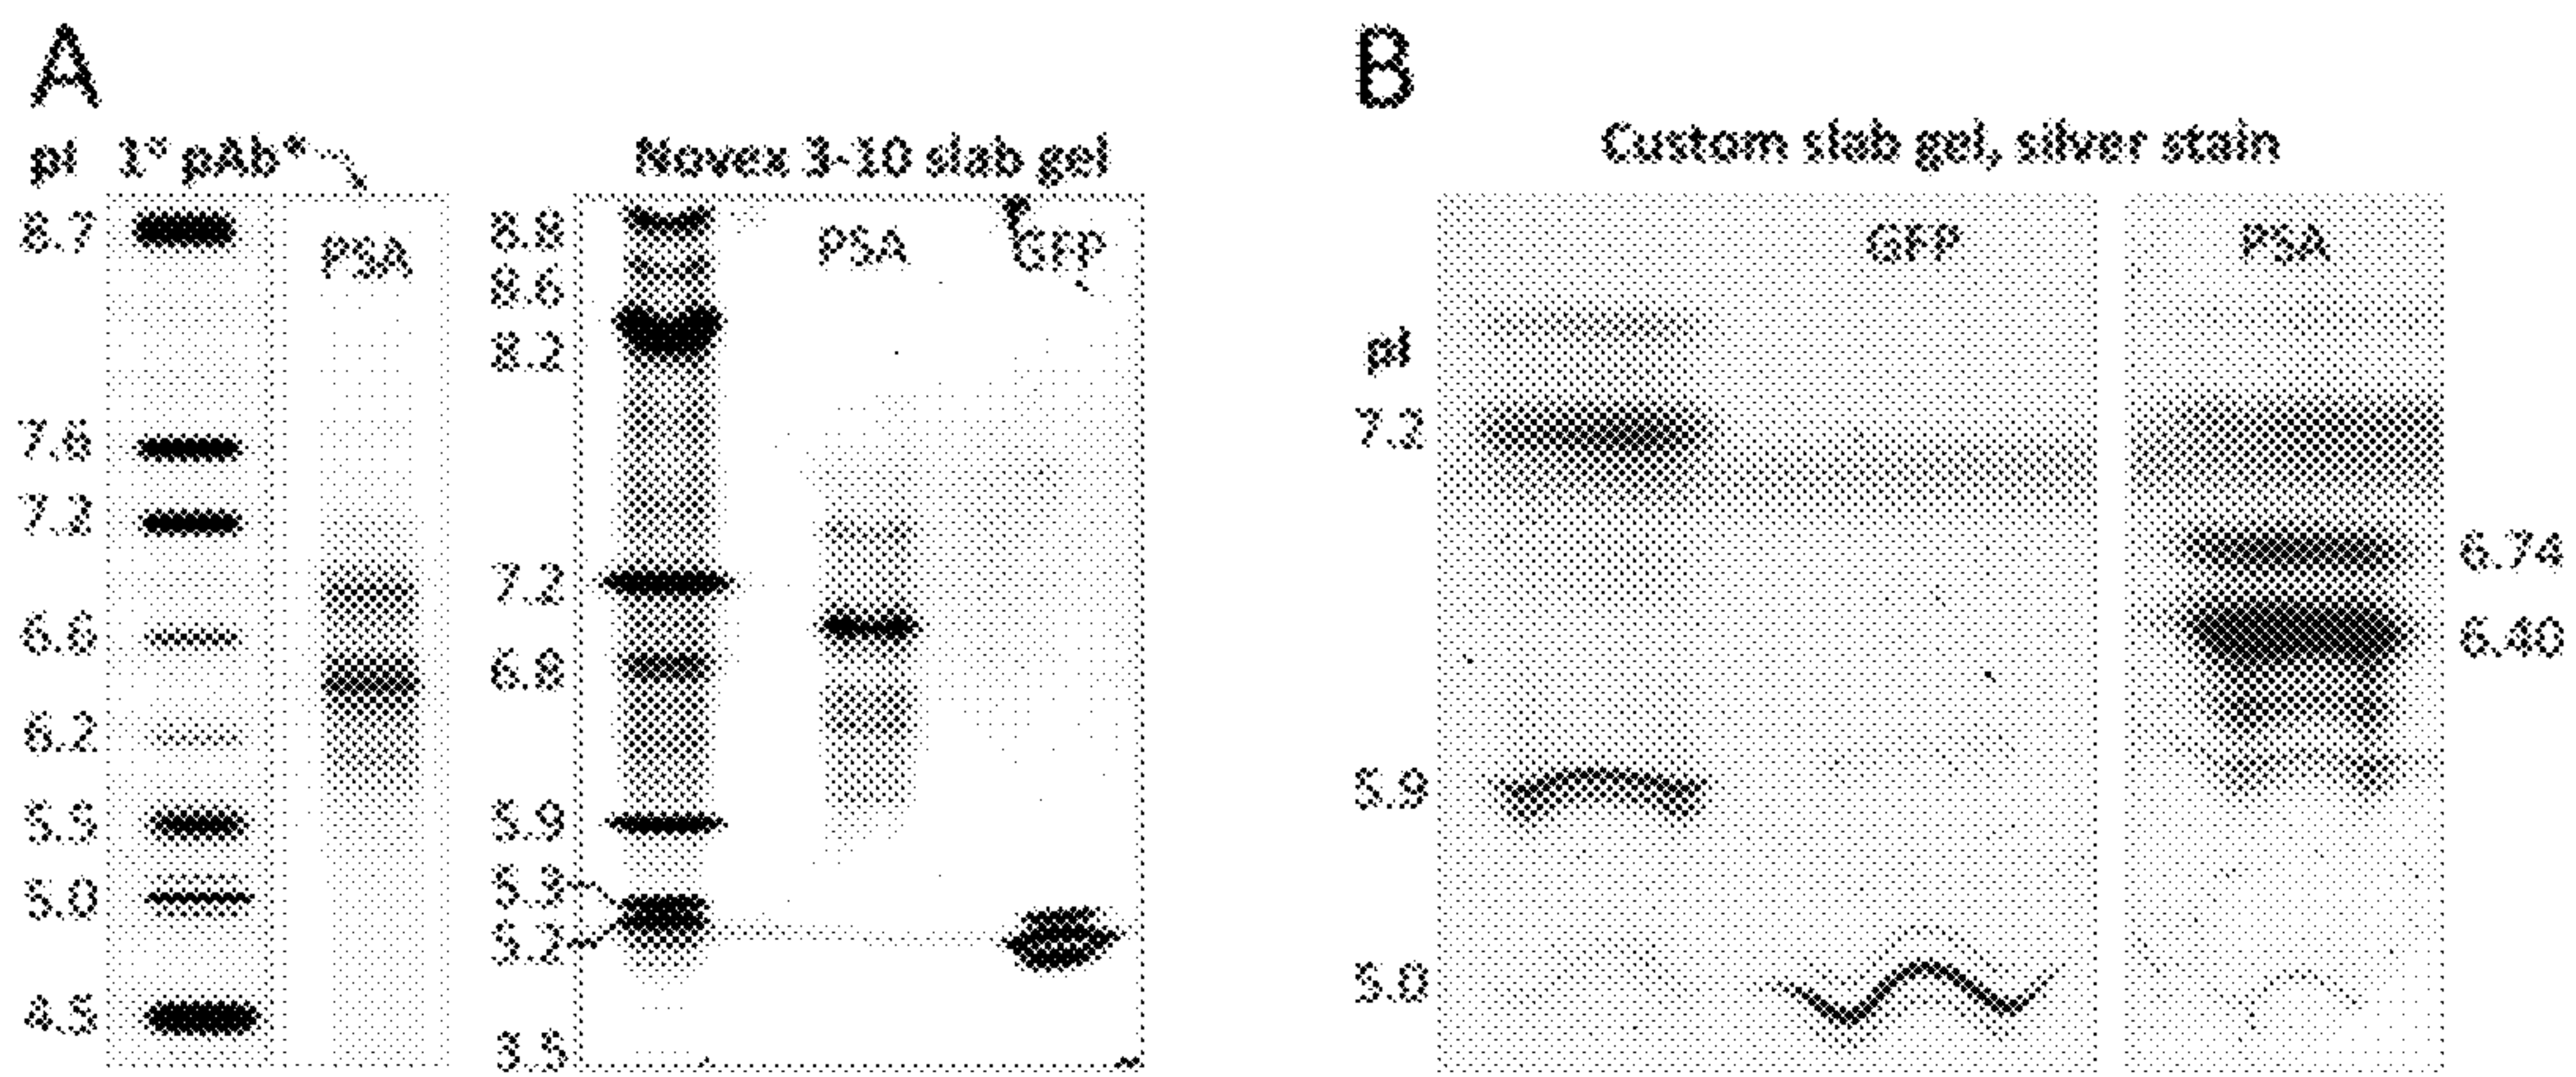 A
pI 1° pAb*
PSA
8.7
7.6
7.2
6.6
6.2
5.5
5.0
4.5
Novex 3-10 slab gel
PSA
GFP
8.8
8.6
8.2
7.2
6.8
5.9
5.3
5.2
3.5
B
Custom slab gel, silver stain
GFP
PSA
pI
7.2
5.9
5.0
6.74
6.40